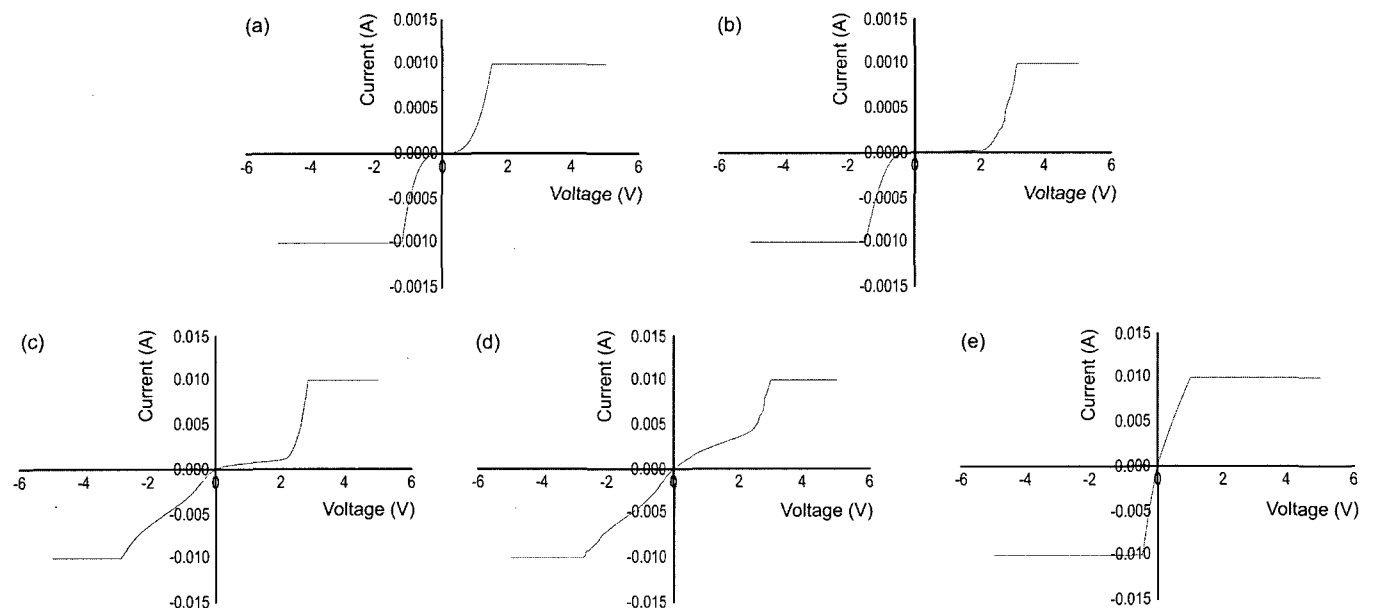 (a)
Current (A)
0.0015
0.0010
0.0005
0.0000
-6 -4 -2 0 2 4 6
Voltage (V)
-0.0005
-0.0010
-0.0015
(b)
Current (A)
0.0015
0.0010
0.0005
0.0000
-6 -4 -2 0 2 4 6
Voltage (V)
-0.0005
-0.0010
-0.0015
(c)
Current (A)
0.015
0.010
0.005
0.000
-6 -4 -2 0 2 4 6
Voltage (V)
-0.005
-0.010
-0.015
(d)
Current (A)
0.015
0.010
0.005
0.000
-6 -4 -2 0 2 4 6
Voltage (V)
-0.005
-0.010
-0.015
(e)
Current (A)
0.015
0.010
0.005
0.000
-6 -4 -2 0 2 4 6
Voltage (V)
-0.005
-0.010
-0.015